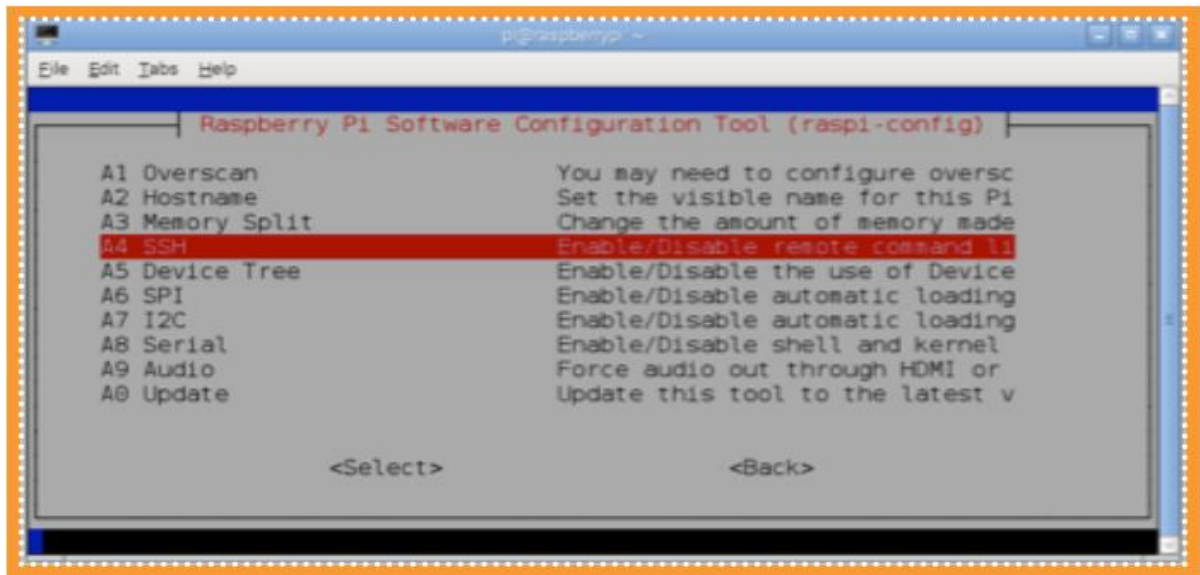 pi@raspberrypi: ~
File Edit Tabs Help
Raspberry Pi Software Configuration Tool (raspi-config)
A1 Overscan You may need to configure oversc
A2 Hostname Set the visible name for this Pi
A3 Memory Split Change the amount of memory made
A4 SSH Enable/Disable remote command li
A5 Device Tree Enable/Disable the use of Device
A6 SPI Enable/Disable automatic loading
A7 I2C Enable/Disable automatic loading
A8 Serial Enable/Disable shell and kernel
A9 Audio Force audio out through HDMI or
A0 Update Update this tool to the latest v
<Select> <Back>